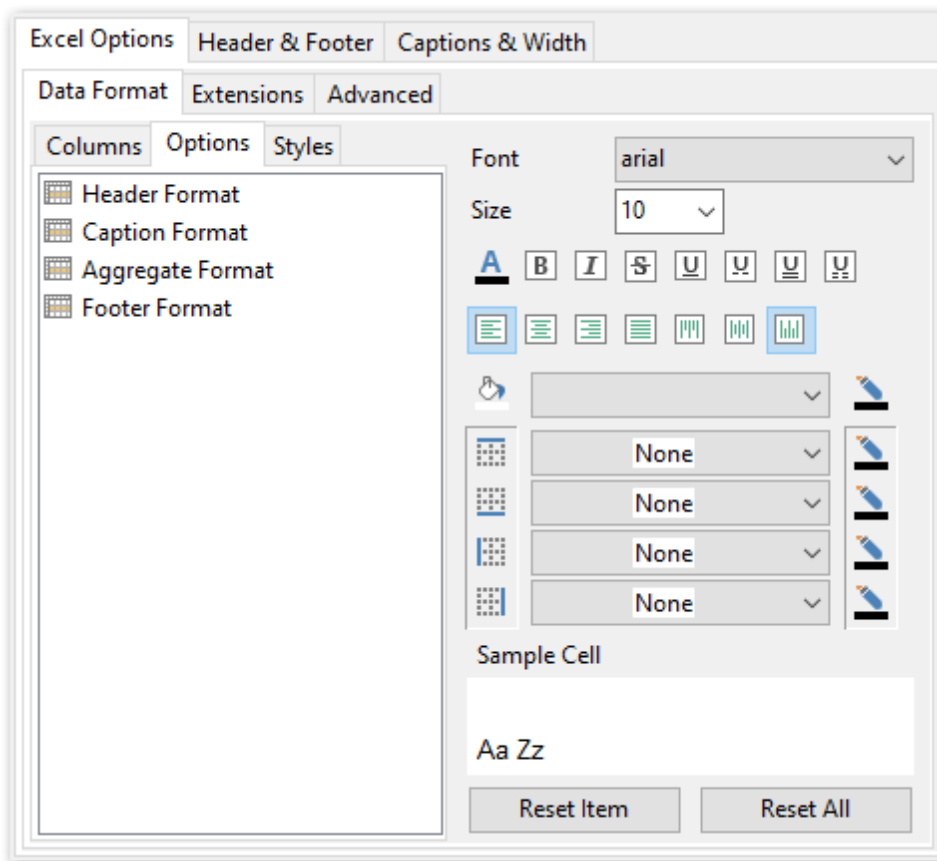 Excel Options Header & Footer Captions & Width
Data Format Extensions Advanced
Columns Options Styles
Header Format
Caption Format
Aggregate Format
Footer Format
Font arial
Size 10
A B I S U U U U
None
None
None
None
Sample Cell
Aa Zz
Reset Item Reset All